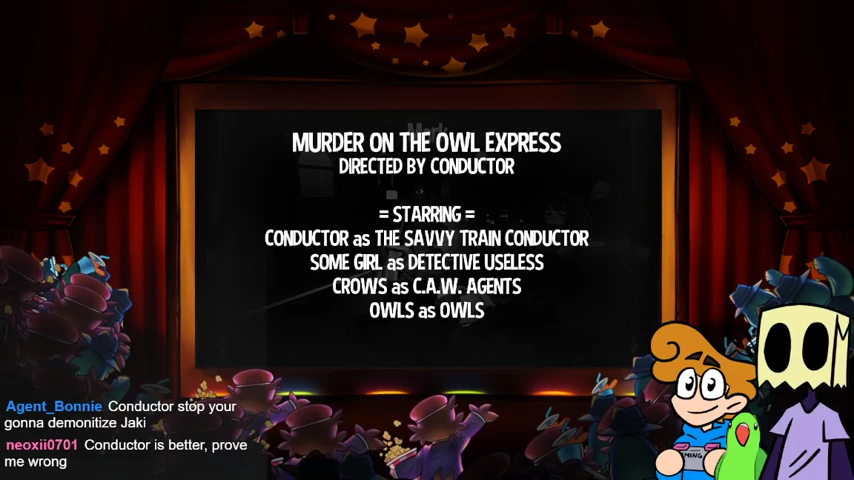 MURDER ON THE OWL EXPRESS
DIRECTED BY CONDUCTOR
= STARRING =
CONDUCTOR as THE SAVVY TRAIN CONDUCTOR
SOME GIRL as DETECTIVE USELESS
CROWS as C.A.W. AGENTS
OWLS as OWLS
Agent_Bonnie Conductor stop your
gonna demonitize Jaki
neoxii0701 Conductor is better, prove
me wrong